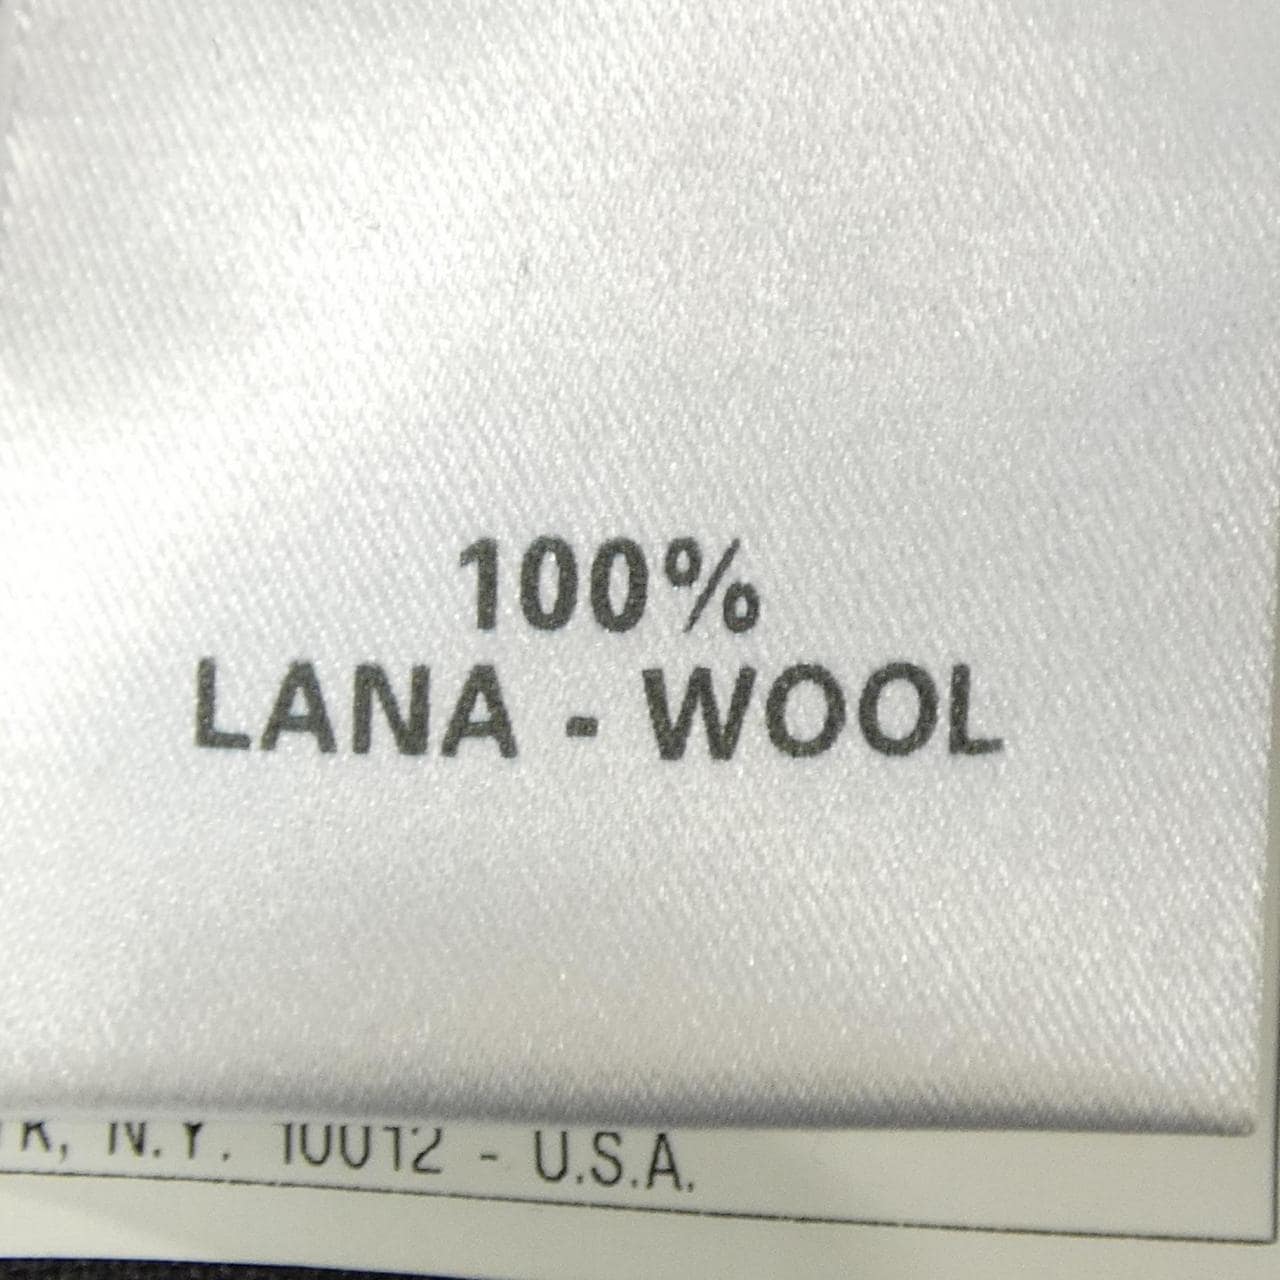 100%
LANA - WOOL
K, N.Y. 10012 - U.S.A.